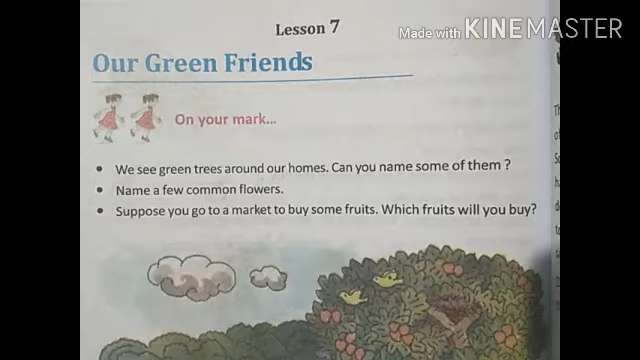 Lesson 7
Made with KINEMASTER
Our Green Friends
On your mark...
• We see green trees around our homes. Can you name some of them ?
• Name a few common flowers.
• Suppose you go to a market to buy some fruits. Which fruits will you buy?